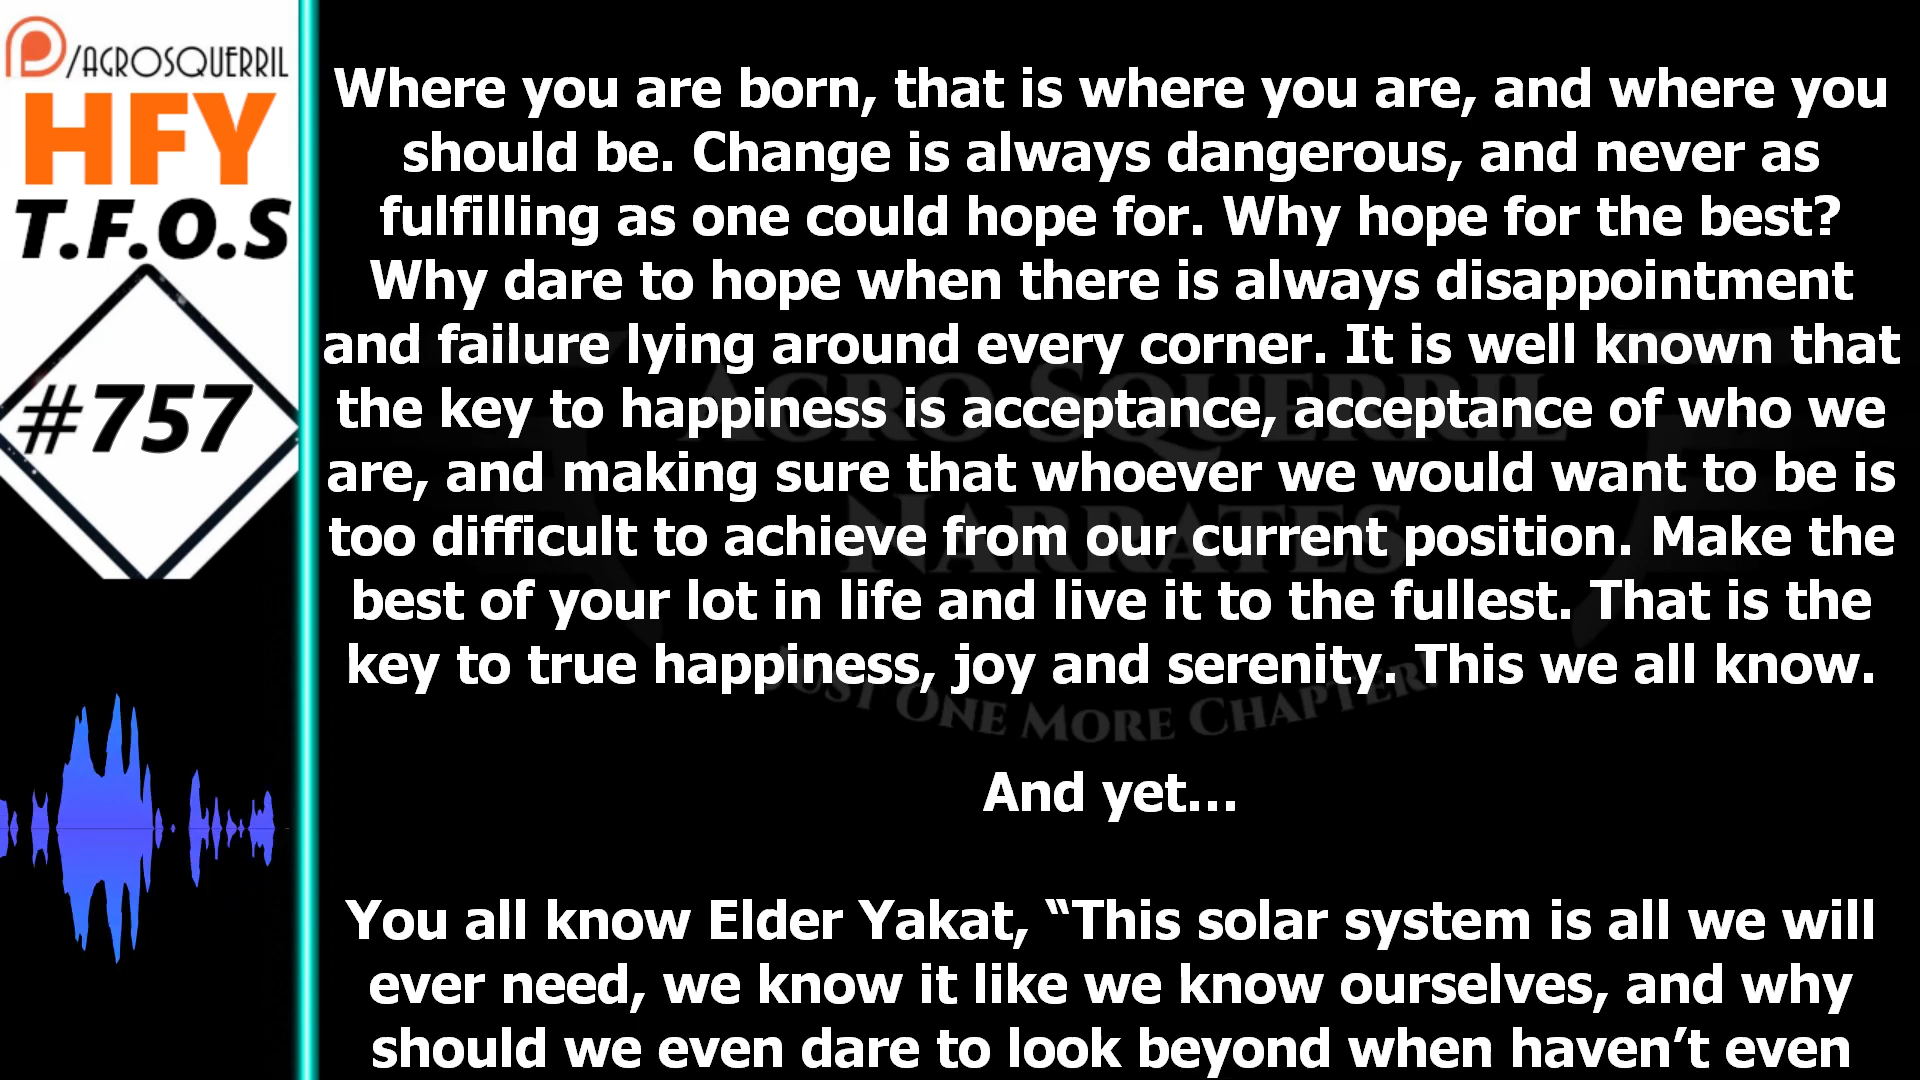 /AGROSQUERRIL
HFY
T.F.O.S
#757
Where you are born, that is where you are, and where you
should be. Change is always dangerous, and never as
fulfilling as one could hope for. Why hope for the best?
Why dare to hope when there is always disappointment
and failure lying around every corner. It is well known that
the key to happiness is acceptance, acceptance of who we
are, and making sure that whoever we would want to be is
too difficult to achieve from our current position. Make the
best of your lot in life and live it to the fullest. That is the
key to true happiness, joy and serenity. This we all know.
And yet...
You all know Elder Yakat, “This solar system is all we will
ever need, we know it like we know ourselves, and why
should we even dare to look beyond when haven’t even
Agro Squerril
Narrates
Just One More Chapter!